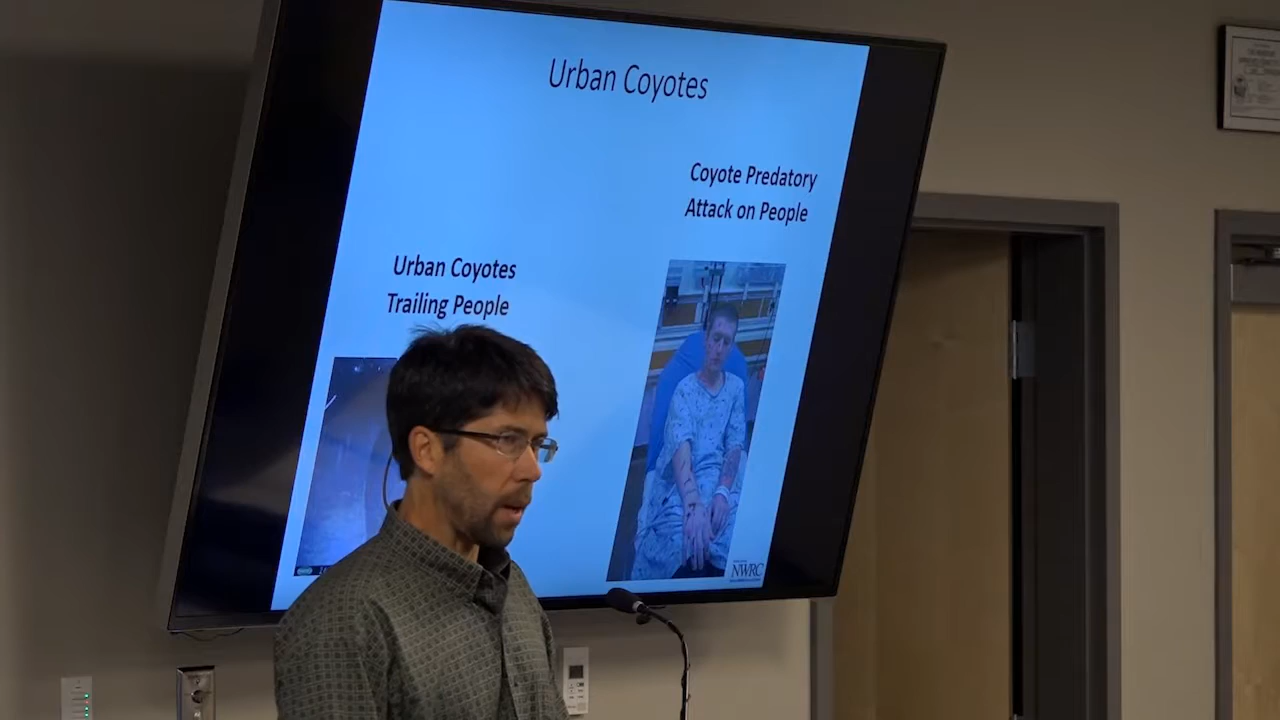 Urban Coyotes
Coyote Predatory
Attack on People
Urban Coyotes
Trailing People
NWRC